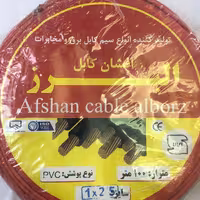 تولید کننده انواع سیم کابل برق و مخابرات
افشان کابل
البرز
Afshan cable alborz
متراژ: ۱۰۰ متر
نوع پوشش: PVC
سایز 1x2.5